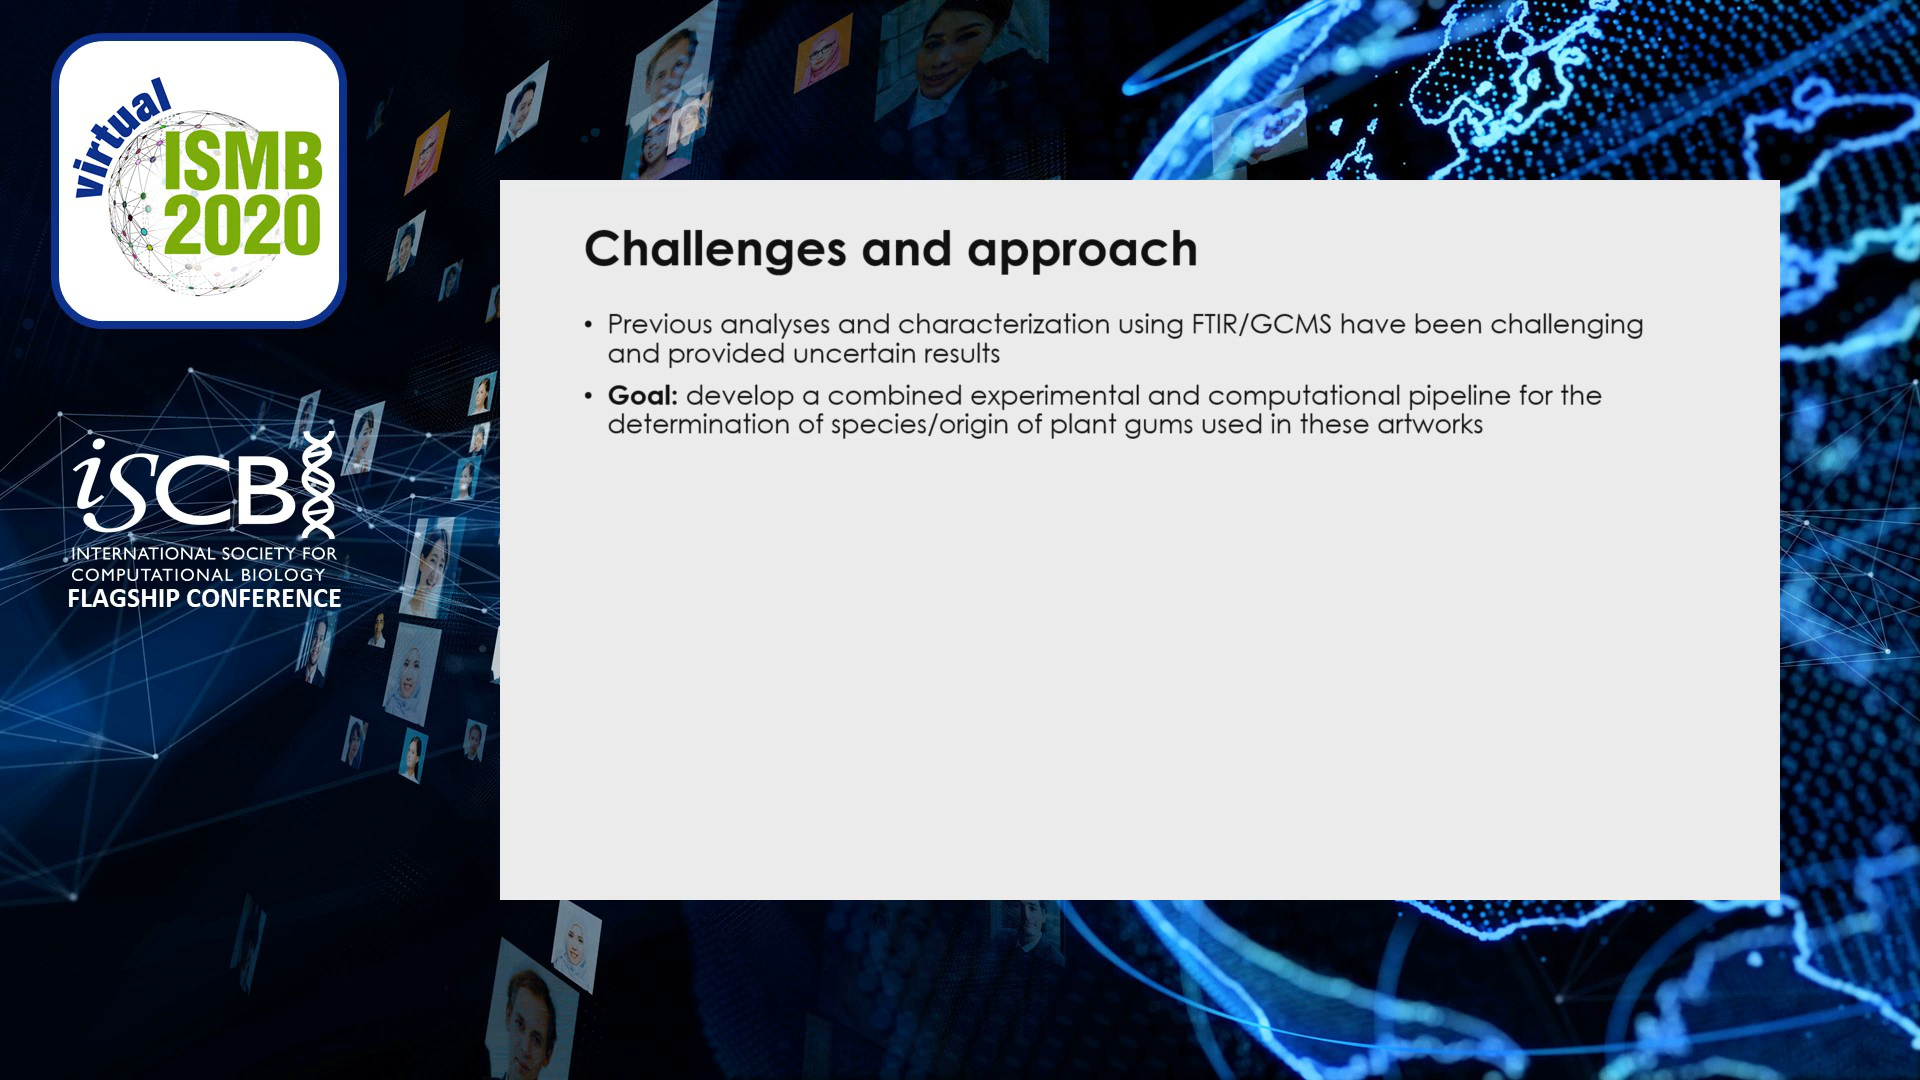 virtual
ISMB
2020
iSCB
INTERNATIONAL SOCIETY FOR
COMPUTATIONAL BIOLOGY
FLAGSHIP CONFERENCE
Challenges and approach
• Previous analyses and characterization using FTIR/GCMS have been challenging
and provided uncertain results
• Goal: develop a combined experimental and computational pipeline for the
determination of species/origin of plant gums used in these artworks